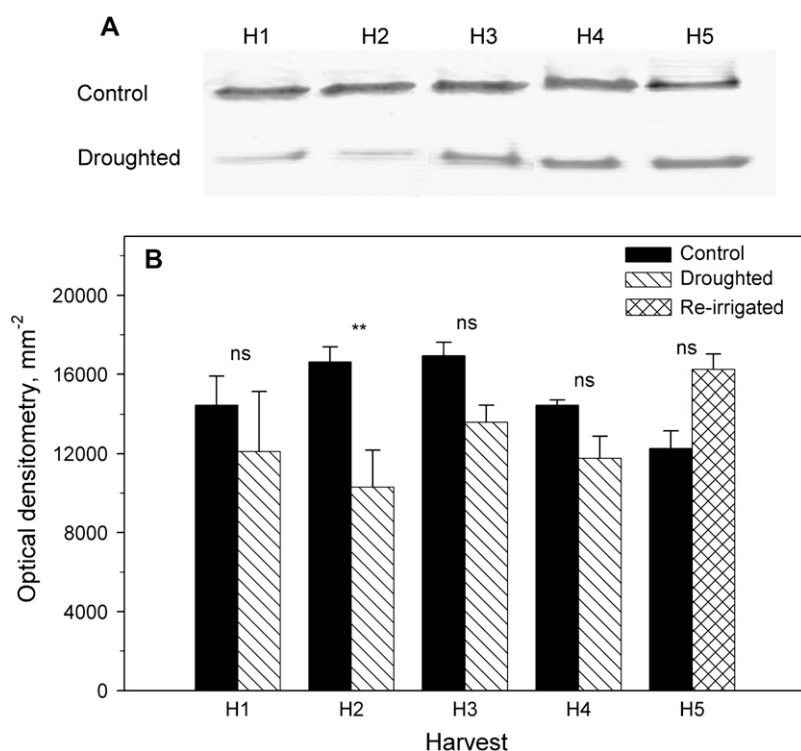 A
H1 H2 H3 H4 H5
Control
Droughted
B
Control
Droughted
Re-irrigated
Optical densitometry, mm-2
20000
16000
12000
8000
4000
0
ns
**
ns
ns
ns
H1 H2 H3 H4 H5
Harvest